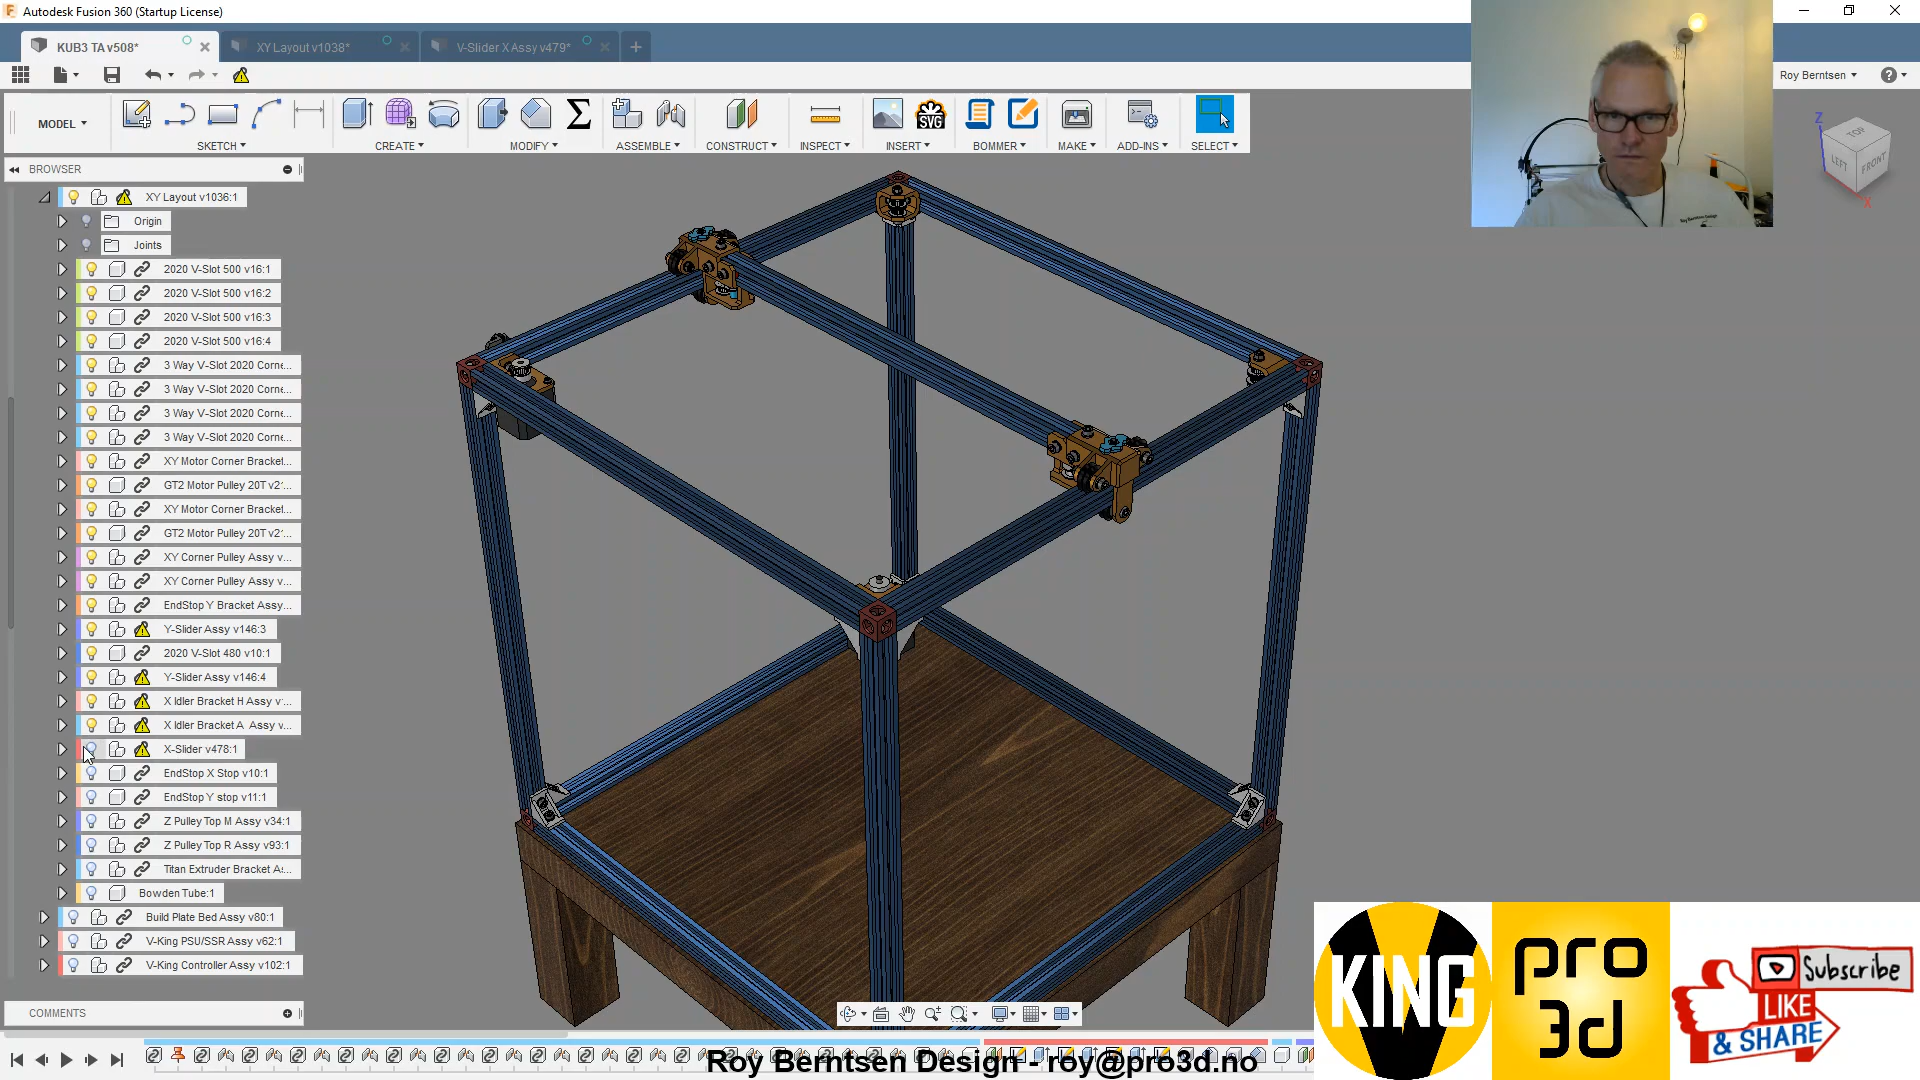 Autodesk Fusion 360 (Startup License)
KUB3 TA v508*
XY Layout v1038*
V-Slider X Assy v479*
Roy Berntsen
MODEL
SKETCH
CREATE
MODIFY
ASSEMBLE
CONSTRUCT
INSPECT
SVG
INSERT
BOMMER
MAKE
ADD-INS
SELECT
Z
TOP
LEFT
FRONT
X
BROWSER
XY Layout v1036:1
Origin
Joints
2020 V-Slot 500 v16:1
2020 V-Slot 500 v16:2
2020 V-Slot 500 v16:3
2020 V-Slot 500 v16:4
3 Way V-Slot 2020 Corne...
3 Way V-Slot 2020 Corne...
3 Way V-Slot 2020 Corne...
3 Way V-Slot 2020 Corne...
XY Motor Corner Bracket...
GT2 Motor Pulley 20T v2...
XY Motor Corner Bracket...
GT2 Motor Pulley 20T v2...
XY Corner Pulley Assy v...
XY Corner Pulley Assy v...
EndStop Y Bracket Assy...
Y-Slider Assy v146:3
2020 V-Slot 480 v10:1
Y-Slider Assy v146:4
X Idler Bracket H Assy v...
X Idler Bracket A Assy v...
X-Slider v478:1
EndStop X Stop v10:1
EndStop Y stop v11:1
Z Pulley Top M Assy v34:1
Z Pulley Top R Assy v93:1
Titan Extruder Bracket A...
Bowden Tube:1
Build Plate Bed Assy v80:1
V-King PSU/SSR Assy v62:1
V-King Controller Assy v102:1
COMMENTS
Roy Berntsen Design - roy@pro3d.no
KING
pro
3d
Subscribe
LIKE
& SHARE